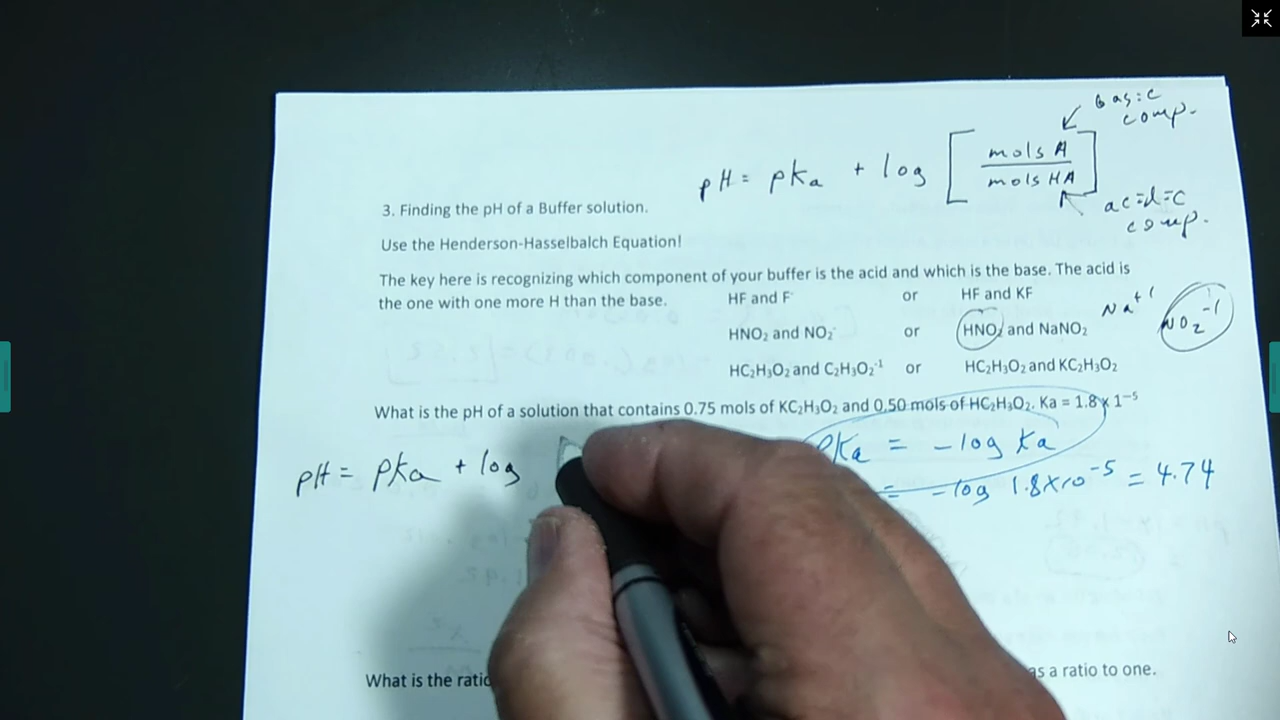 basic
comp.
pH = pKa + log [ mols A / mols HA ]
acidic
comp.
3. Finding the pH of a Buffer solution.
Use the Henderson-Hasselbalch Equation!
The key here is recognizing which component of your buffer is the acid and which is the base. The acid is
the one with one more H than the base. HF and F⁻ or HF and KF
Na⁺¹ NO₂⁻¹
HNO₂ and NO₂⁻ or HNO₂ and NaNO₂
HC₂H₃O₂ and C₂H₃O₂⁻¹ or HC₂H₃O₂ and KC₂H₃O₂
What is the pH of a solution that contains 0.75 mols of KC₂H₃O₂ and 0.50 mols of HC₂H₃O₂. Ka = 1.8 x 1⁻⁵
pKa = -log Ka
pH = pKa + log
= -log 1.8x10⁻⁵ = 4.74
What is the as a ratio to one.